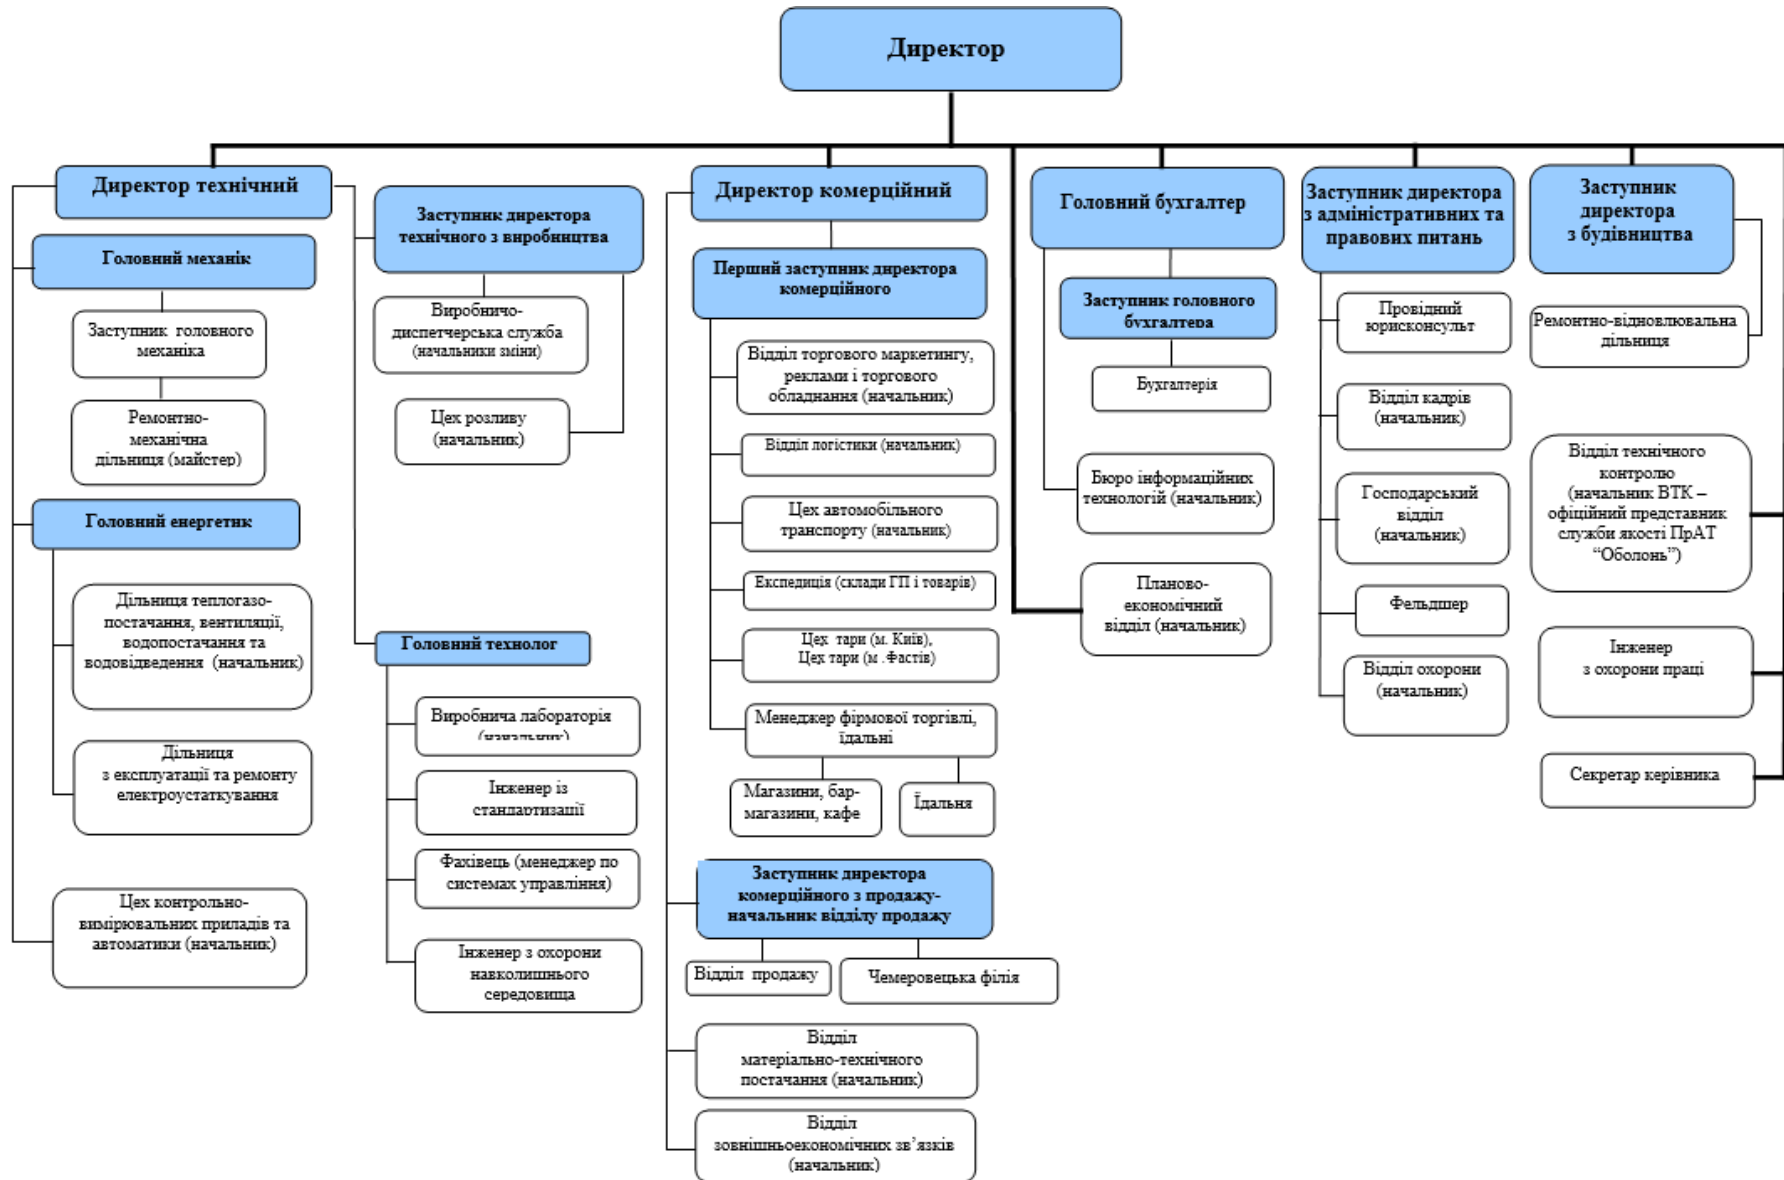 Директор
Директор технічний
Головний механік
Заступник головного
механіка
Ремонтно-
механічна
дільниця (майстер)
Головний енергетик
Дільниця теплогазо-
постачання, вентиляції,
водопостачання та
водовідведення (начальник)
Дільниця
з експлуатації та ремонту
електроустаткування
Цех контрольно-
вимірювальних приладів та
автоматики (начальник)
Заступник директора
технічного з виробництва
Виробничо-
диспетчерська служба
(начальники зміни)
Цех розливу
(начальник)
Головний технолог
Виробнича лабораторія
(начальник)
Інженер із
стандартизації
Фахівець (менеджер по
системах управління)
Інженер з охорони
навколишнього
середовища
Директор комерційний
Перший заступник директора
комерційного
Відділ торгового маркетингу,
реклами і торгового
обладнання (начальник)
Відділ логістики (начальник)
Цех автомобільного
транспорту (начальник)
Експедиція (склади ГП і товарів)
Цех тари (м. Київ),
Цех тари (м .Фастів)
Менеджер фірмової торгівлі,
їдальні
Магазини, бар-
магазини, кафе
Їдальня
Заступник директора
комерційного з продажу-
начальник відділу продажу
Відділ продажу
Чемеровецька філія
Відділ
матеріально-технічного
постачання (начальник)
Відділ
зовнішньоекономічних зв’язків
(начальник)
Головний бухгалтер
Заступник головного
бухгалтера
Бухгалтерія
Бюро інформаційних
технологій (начальник)
Планово-
економічний
відділ (начальник)
Заступник директора
з адміністративних та
правових питань
Провідний
юрисконсульт
Відділ кадрів
(начальник)
Господарський
відділ
(начальник)
Фельдшер
Відділ охорони
(начальник)
Заступник
директора
з будівництва
Ремонтно-відновлювальна
дільниця
Відділ технічного
контролю
(начальник ВТК –
офіційний представник
служби якості ПрАТ
“Оболонь”)
Інженер
з охорони праці
Секретар керівника